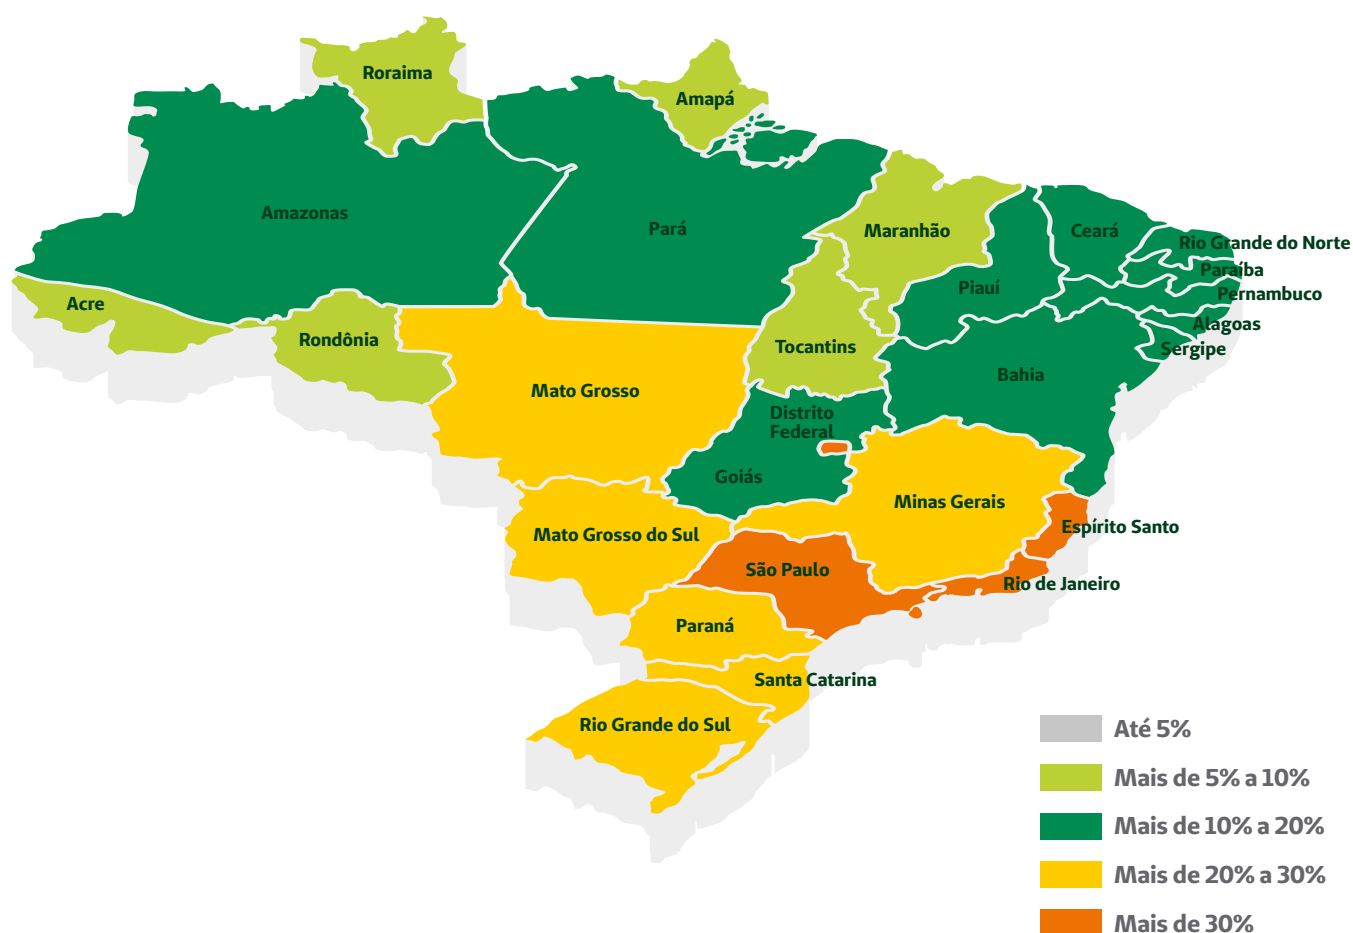 Roraima
Amapá
Amazonas
Pará
Maranhão
Ceará
Rio Grande do Norte
Paraíba
Piauí
Pernambuco
Acre
Alagoas
Rondônia
Tocantins
Sergipe
Bahia
Mato Grosso
Distrito
Federal
Goiás
Minas Gerais
Espírito Santo
Mato Grosso do Sul
São Paulo
Rio de Janeiro
Paraná
Santa Catarina
Rio Grande do Sul
Até 5%
Mais de 5% a 10%
Mais de 10% a 20%
Mais de 20% a 30%
Mais de 30%